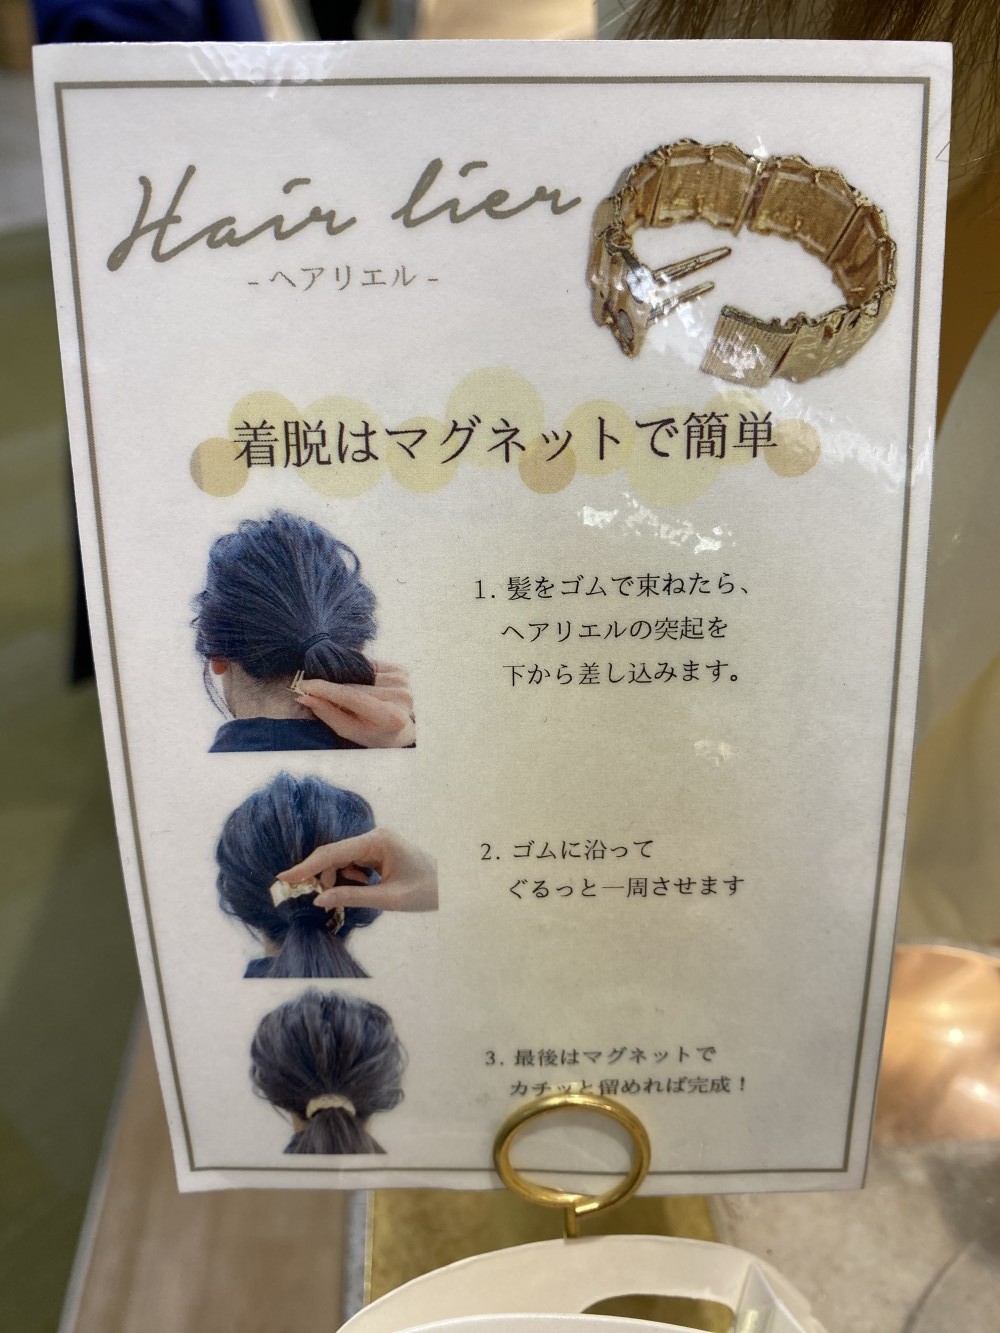 Hair lier
- ヘアリエル -
着脱はマグネットで簡単
1. 髪をゴムで束ねたら、
ヘアリエルの突起を
下から差し込みます。
2. ゴムに沿って
ぐるっと一周させます
3. 最後はマグネットで
カチッと留めれば完成！